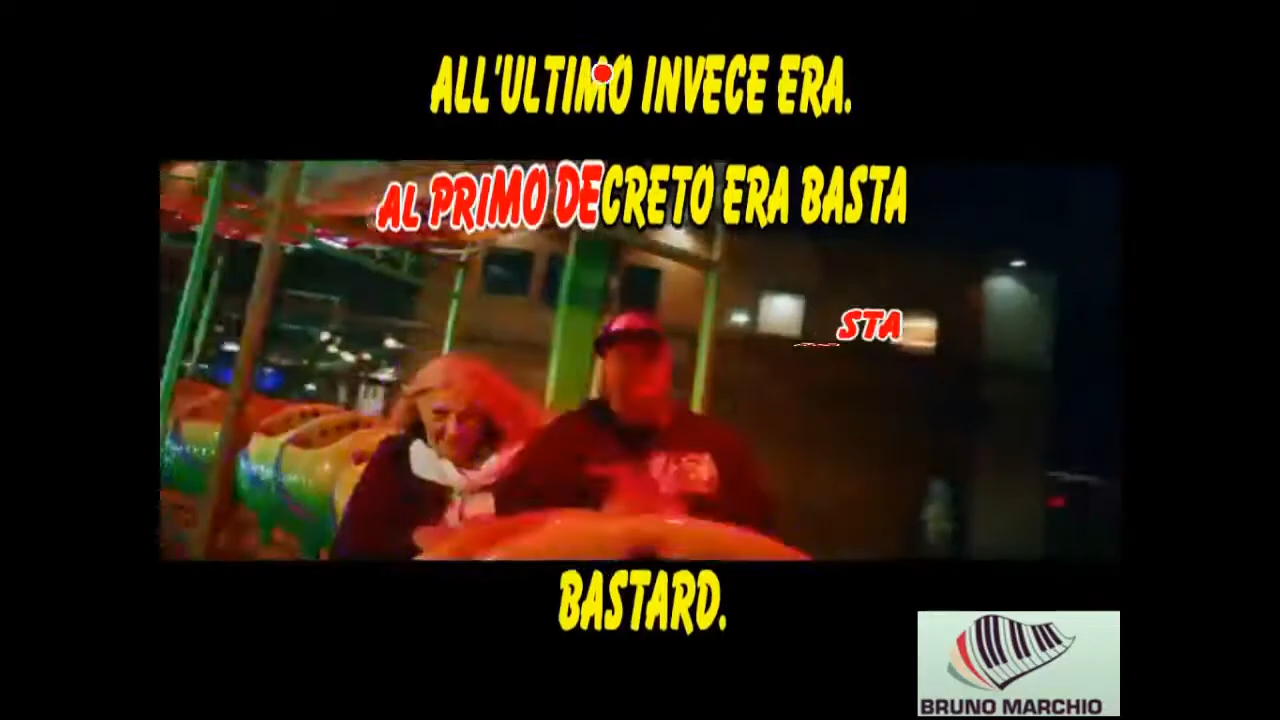 ALL'ULTIMO INVECE ERA.
AL PRIMO DECRETO ERA BASTA
STA
BASTARD.
BRUNO MARCHIO